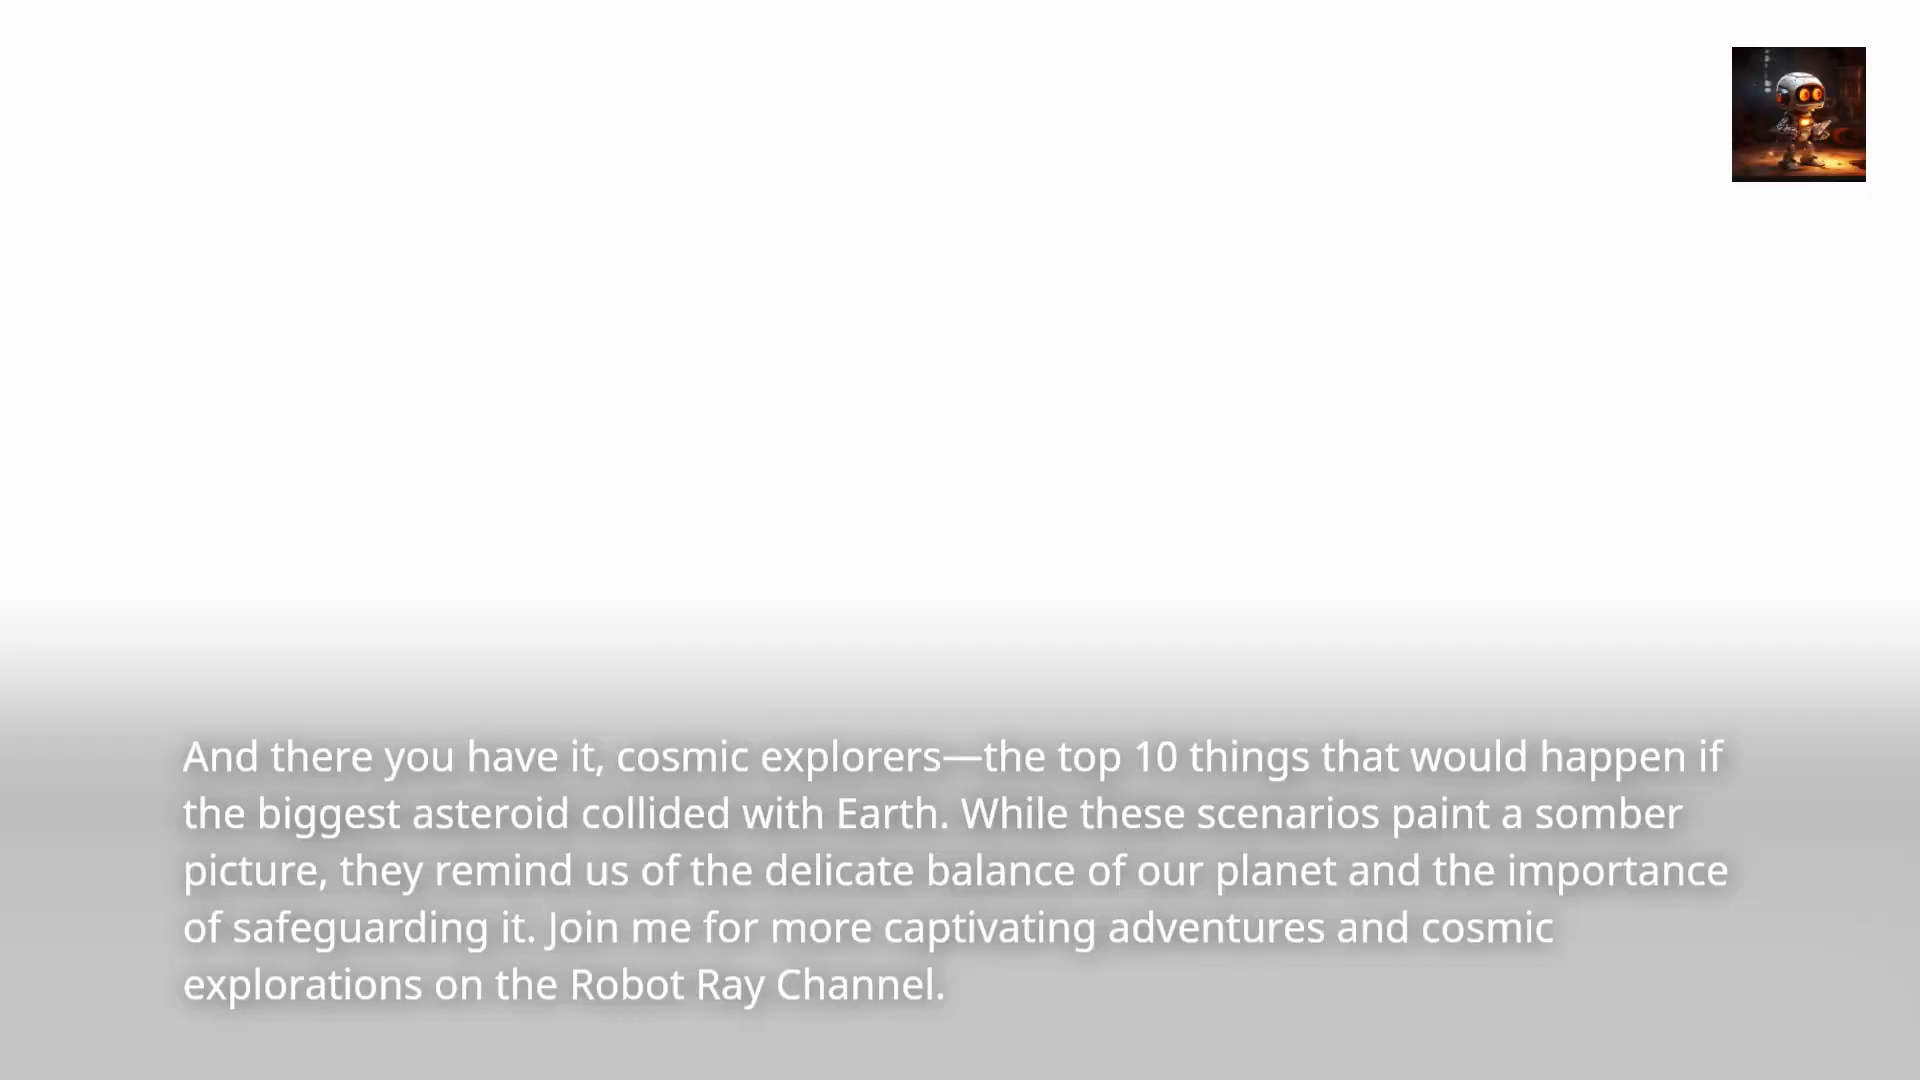 And there you have it, cosmic explorers—the top 10 things that would happen if
the biggest asteroid collided with Earth. While these scenarios paint a somber
picture, they remind us of the delicate balance of our planet and the importance
of safeguarding it. Join me for more captivating adventures and cosmic
explorations on the Robot Ray Channel.